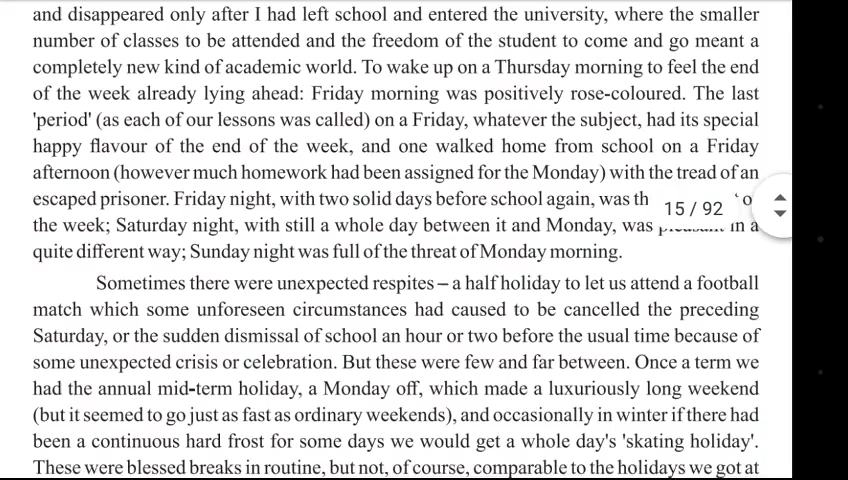 and disappeared only after I had left school and entered the university, where the smaller
number of classes to be attended and the freedom of the student to come and go meant a
completely new kind of academic world. To wake up on a Thursday morning to feel the end
of the week already lying ahead: Friday morning was positively rose-coloured. The last
'period' (as each of our lessons was called) on a Friday, whatever the subject, had its special
happy flavour of the end of the week, and one walked home from school on a Friday
afternoon (however much homework had been assigned for the Monday) with the tread of an
escaped prisoner. Friday night, with two solid days before school again, was
15 / 92
the week; Saturday night, with still a whole day between it and Monday, was in a
quite different way; Sunday night was full of the threat of Monday morning.
Sometimes there were unexpected respites – a half holiday to let us attend a football
match which some unforeseen circumstances had caused to be cancelled the preceding
Saturday, or the sudden dismissal of school an hour or two before the usual time because of
some unexpected crisis or celebration. But these were few and far between. Once a term we
had the annual mid-term holiday, a Monday off, which made a luxuriously long weekend
(but it seemed to go just as fast as ordinary weekends), and occasionally in winter if there had
been a continuous hard frost for some days we would get a whole day's 'skating holiday'.
These were blessed breaks in routine, but not, of course, comparable to the holidays we got at